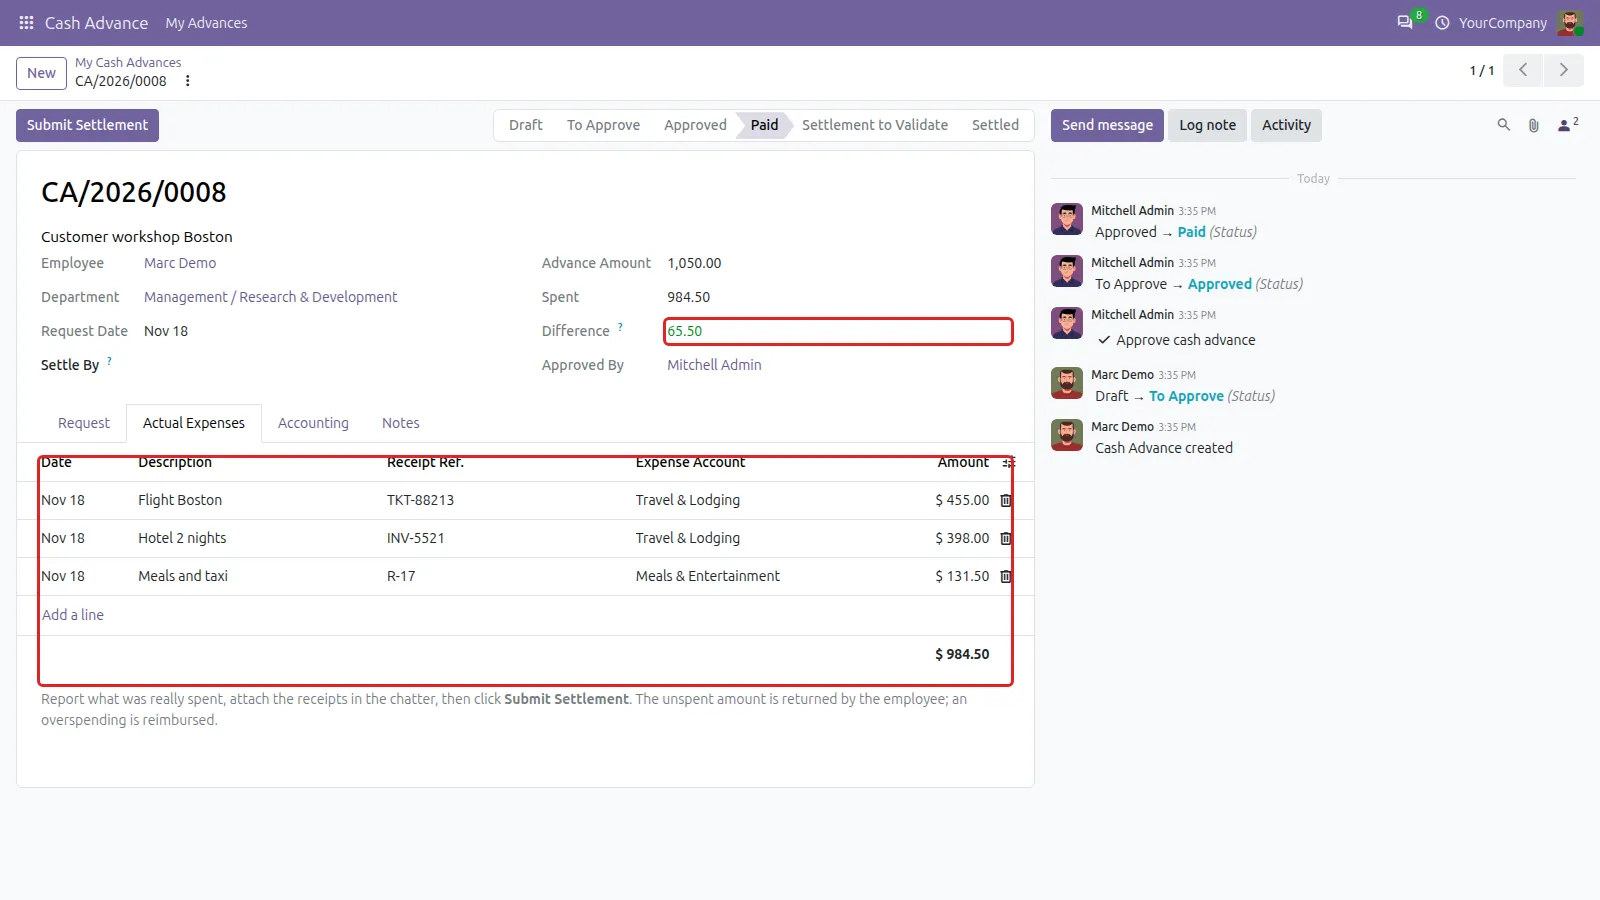 Cash Advance My Advances 8 YourCompany
New My Cash Advances
CA/2026/0008 1 / 1
Submit Settlement Draft To Approve Approved Paid Settlement to Validate Settled Send message Log note Activity 2
CA/2026/0008
Customer workshop Boston
Employee Marc Demo
Department Management / Research & Development
Request Date Nov 18
Settle By ?
Advance Amount 1,050.00
Spent 984.50
Difference ? 65.50
Approved By Mitchell Admin
Request Actual Expenses Accounting Notes
Date Description Receipt Ref. Expense Account Amount
Nov 18 Flight Boston TKT-88213 Travel & Lodging $ 455.00
Nov 18 Hotel 2 nights INV-5521 Travel & Lodging $ 398.00
Nov 18 Meals and taxi R-17 Meals & Entertainment $ 131.50
Add a line
$ 984.50
Report what was really spent, attach the receipts in the chatter, then click Submit Settlement. The unspent amount is returned by the employee; an
overspending is reimbursed.
Today
Mitchell Admin 3:35 PM
Approved → Paid (Status)
Mitchell Admin 3:35 PM
To Approve → Approved (Status)
Mitchell Admin 3:35 PM
✓ Approve cash advance
Marc Demo 3:35 PM
Draft → To Approve (Status)
Marc Demo 3:35 PM
Cash Advance created